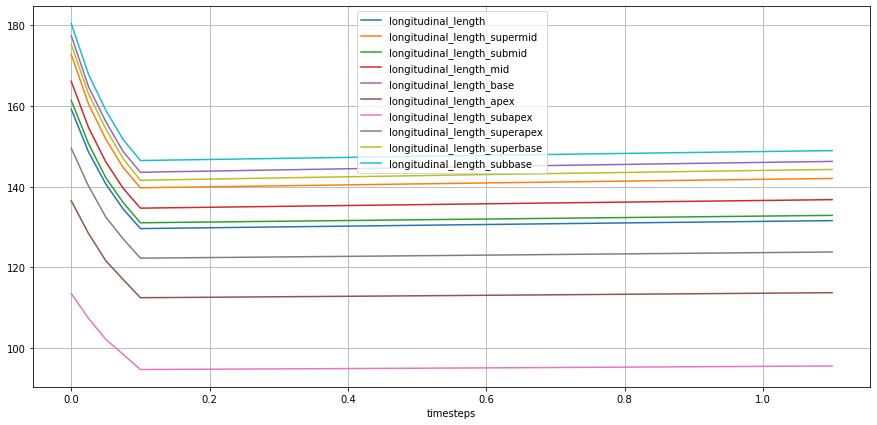 longitudinal_length
longitudinal_length_supermid
longitudinal_length_submid
longitudinal_length_mid
longitudinal_length_base
longitudinal_length_apex
longitudinal_length_subapex
longitudinal_length_superapex
longitudinal_length_superbase
longitudinal_length_subbase
180
160
140
120
100
0.0 0.2 0.4 0.6 0.8 1.0
timesteps